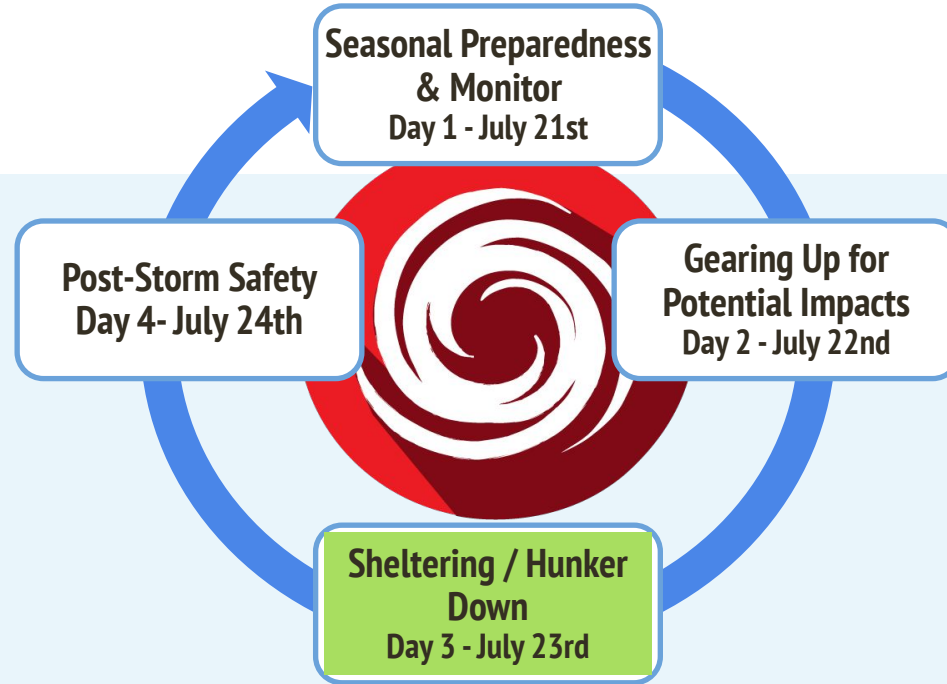 Seasonal Preparedness
& Monitor
Day 1 - July 21st
Gearing Up for
Potential Impacts
Day 2 - July 22nd
Sheltering / Hunker
Down
Day 3 - July 23rd
Post-Storm Safety
Day 4- July 24th